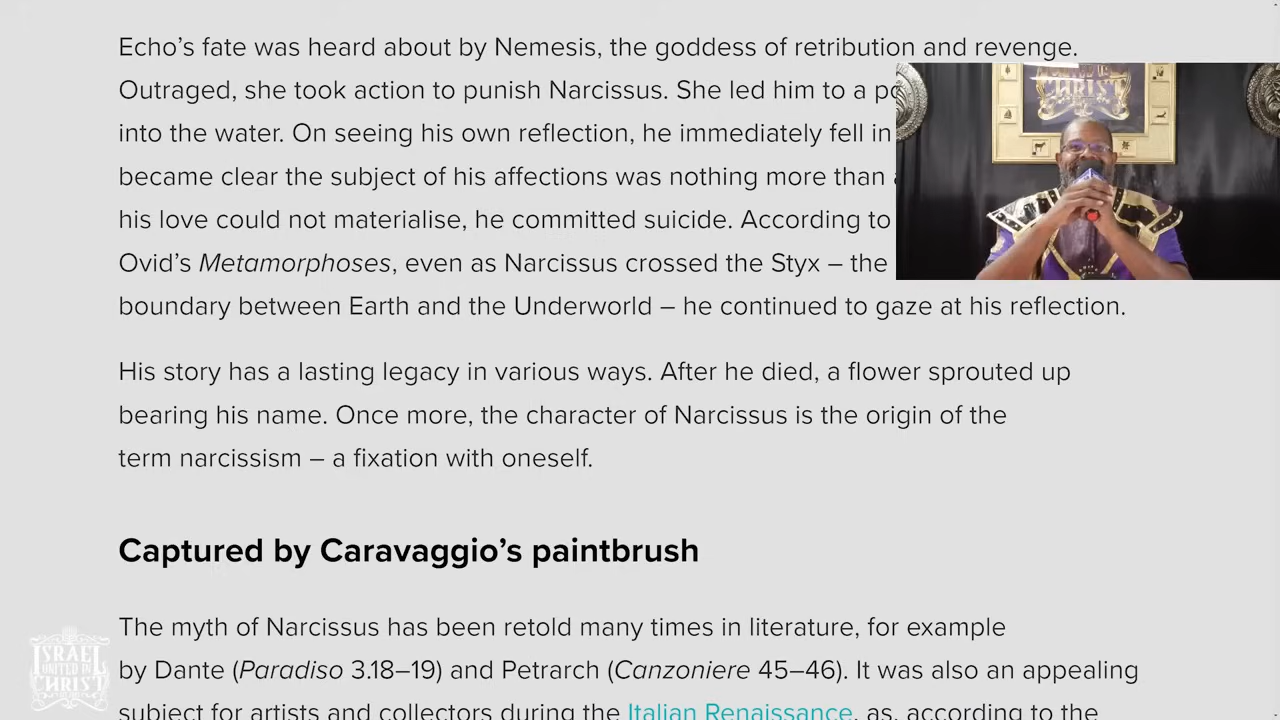 Echo’s fate was heard about by Nemesis, the goddess of retribution and revenge.
Outraged, she took action to punish Narcissus. She led him to a
into the water. On seeing his own reflection, he immediately fell in
became clear the subject of his affections was nothing more than
his love could not materialise, he committed suicide. According to
Ovid’s Metamorphoses, even as Narcissus crossed the Styx – the
boundary between Earth and the Underworld – he continued to gaze at his reflection.
His story has a lasting legacy in various ways. After he died, a flower sprouted up
bearing his name. Once more, the character of Narcissus is the origin of the
term narcissism – a fixation with oneself.
Captured by Caravaggio’s paintbrush
The myth of Narcissus has been retold many times in literature, for example
by Dante (Paradiso 3.18–19) and Petrarch (Canzoniere 45–46). It was also an appealing
subject for artists and collectors during the Italian Renaissance, as, according to the
UNITED IN
CHRIST
ISRAEL
UNITED IN
CHRIST